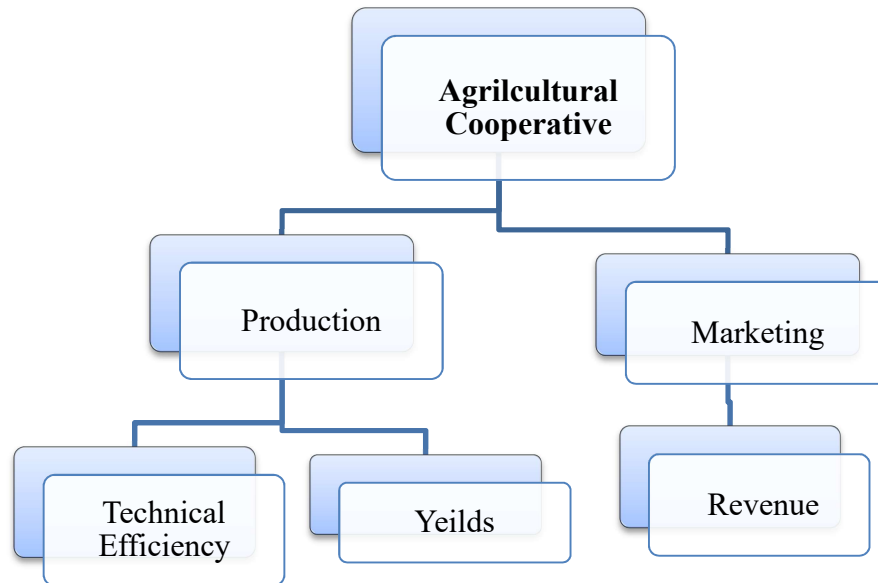 Agrilcultural
Cooperative
Production
Marketing
Technical
Efficiency
Yeilds
Revenue